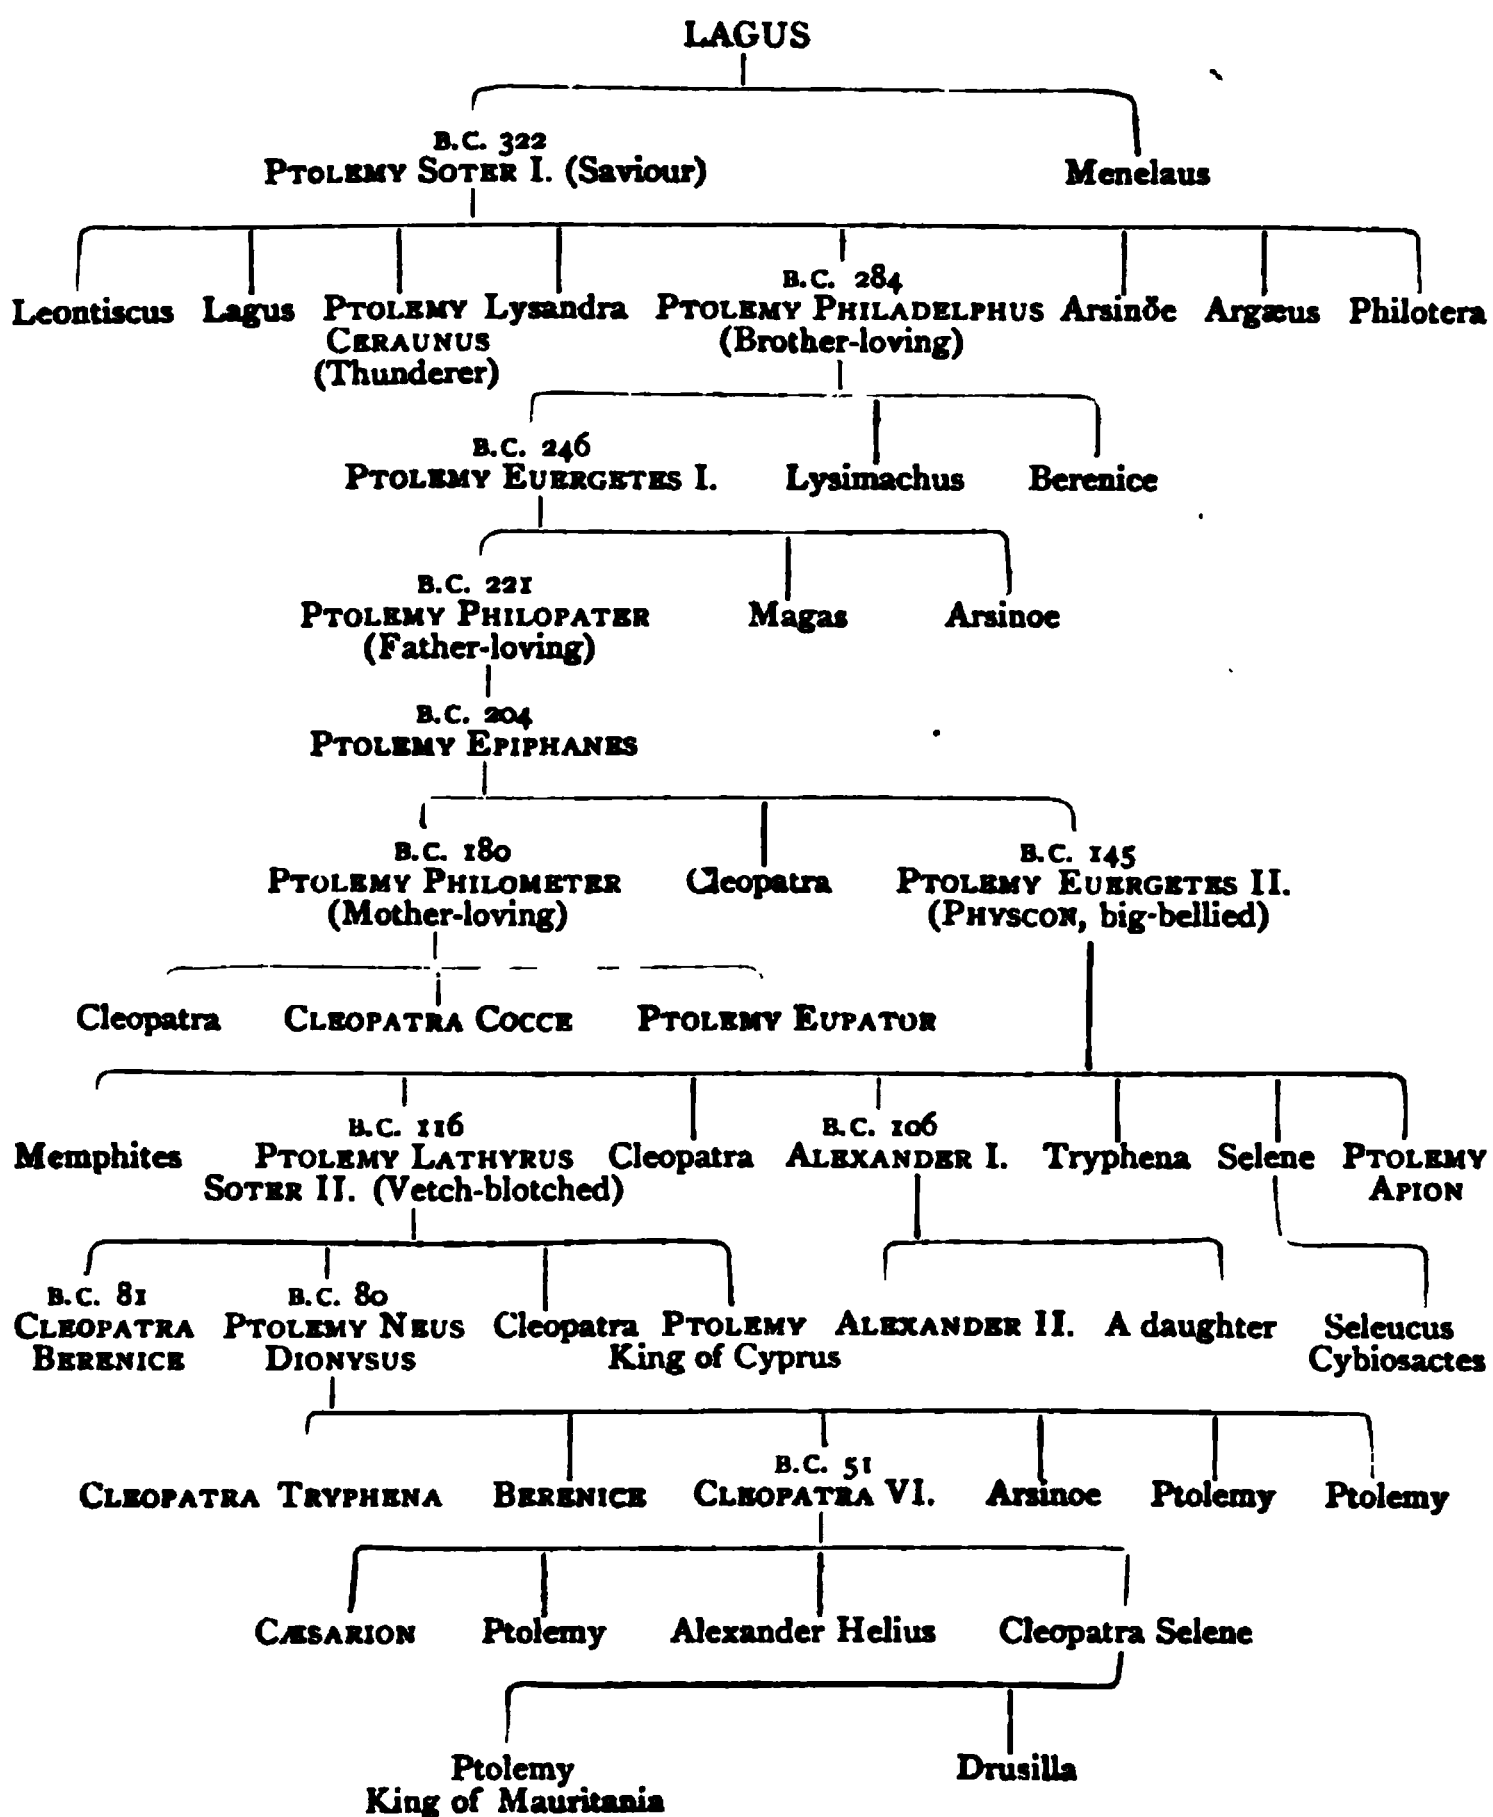 LAGUS
B.C. 322
PTOLEMY SOTER I. (Saviour)
Menelaus
B.C. 284
Leontiscus Lagus PTOLEMY Lysandra PTOLEMY PHILADELPHUS Arsinŏe Argæus Philotera
CERAUNUS (Brother-loving)
(Thunderer)
B.C. 246
PTOLEMY EUERGETES I. Lysimachus Berenice
B.C. 221
PTOLEMY PHILOPATER Magas Arsinoe
(Father-loving)
B.C. 204
PTOLEMY EPIPHANES
B.C. 180 B.C. 145
PTOLEMY PHILOMETER Cleopatra PTOLEMY EUERGETES II.
(Mother-loving) (PHYSCON, big-bellied)
Cleopatra CLEOPATRA COCCE PTOLEMY EUPATOR
B.C. 116 B.C. 106
Memphites PTOLEMY LATHYRUS Cleopatra ALEXANDER I. Tryphena Selene PTOLEMY
SOTER II. (Vetch-blotched) APION
B.C. 81 B.C. 80
CLEOPATRA PTOLEMY NEUS Cleopatra PTOLEMY ALEXANDER II. A daughter Seleucus
BERENICE DIONYSUS King of Cyprus Cybiosactes
B.C. 51
CLEOPATRA TRYPHENA BERENICE CLEOPATRA VI. Arsinoe Ptolemy Ptolemy
CÆSARION Ptolemy Alexander Helius Cleopatra Selene
Ptolemy Drusilla
King of Mauritania